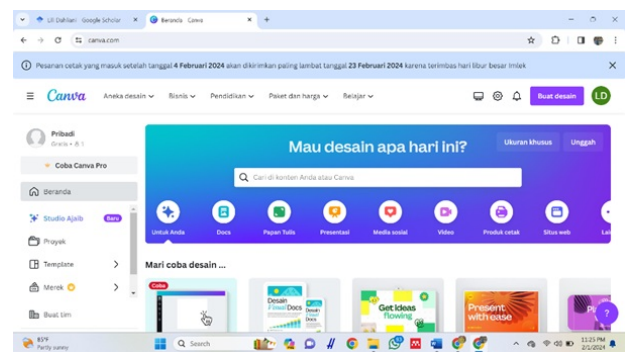 Lili Dahliani - Google Scholar
Beranda - Canva
canva.com
Pesanan cetak yang masuk setelah tanggal 4 Februari 2024 akan dikirimkan paling lambat tanggal 23 Februari 2024 karena terimbas hari libur besar Imlek
Canva Aneka desain Bisnis Pendidikan Paket dan harga Belajar Buat desain LD
Pribadi
Gratis • 1
Coba Canva Pro
Beranda
Studio Ajaib Baru
Proyek
Template
Merek
Buat tim
Mau desain apa hari ini?
Ukuran khusus Unggah
Cari di konten Anda atau Canva
Untuk Anda Docs Papan Tulis Presentasi Media sosial Video Produk cetak Situs web
Mari coba desain ...
Coba
Desain Visual Docs
Get ideas
flowing
Present
with ease
?
85°F
Partly sunny
Search
12:25 PM
2/1/2024